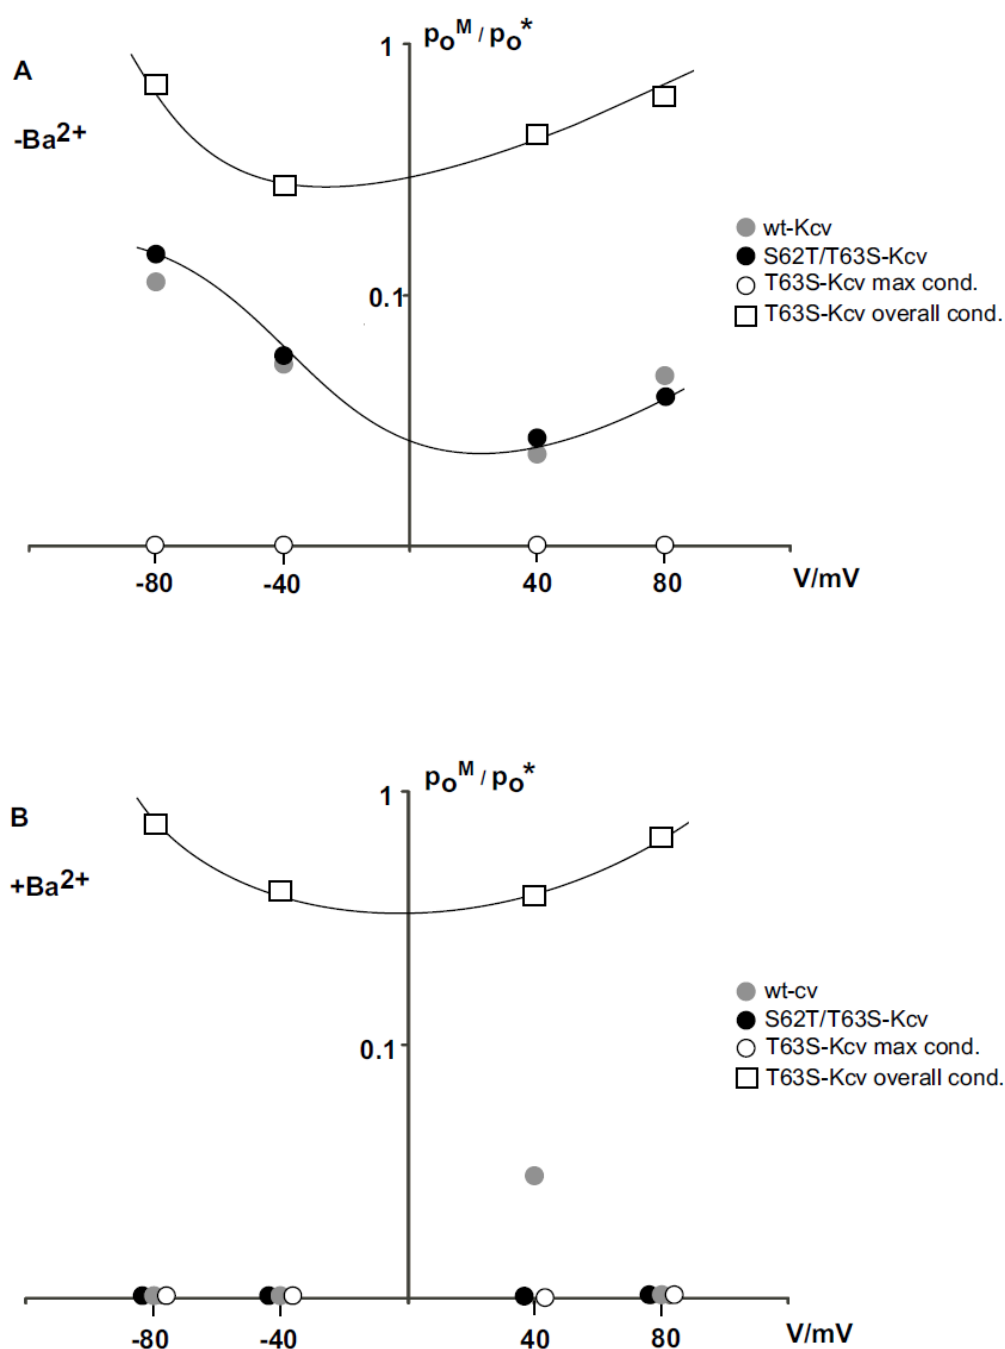 pₒᴹ / pₒ*
1
A
-Ba²⁺
wt-Kcv
S62T/T63S-Kcv
T63S-Kcv max cond.
T63S-Kcv overall cond.
0.1
-80 -40 40 80 V/mV
pₒᴹ / pₒ*
1
B
+Ba²⁺
wt-cv
S62T/T63S-Kcv
T63S-Kcv max cond.
T63S-Kcv overall cond.
0.1
-80 -40 40 80 V/mV